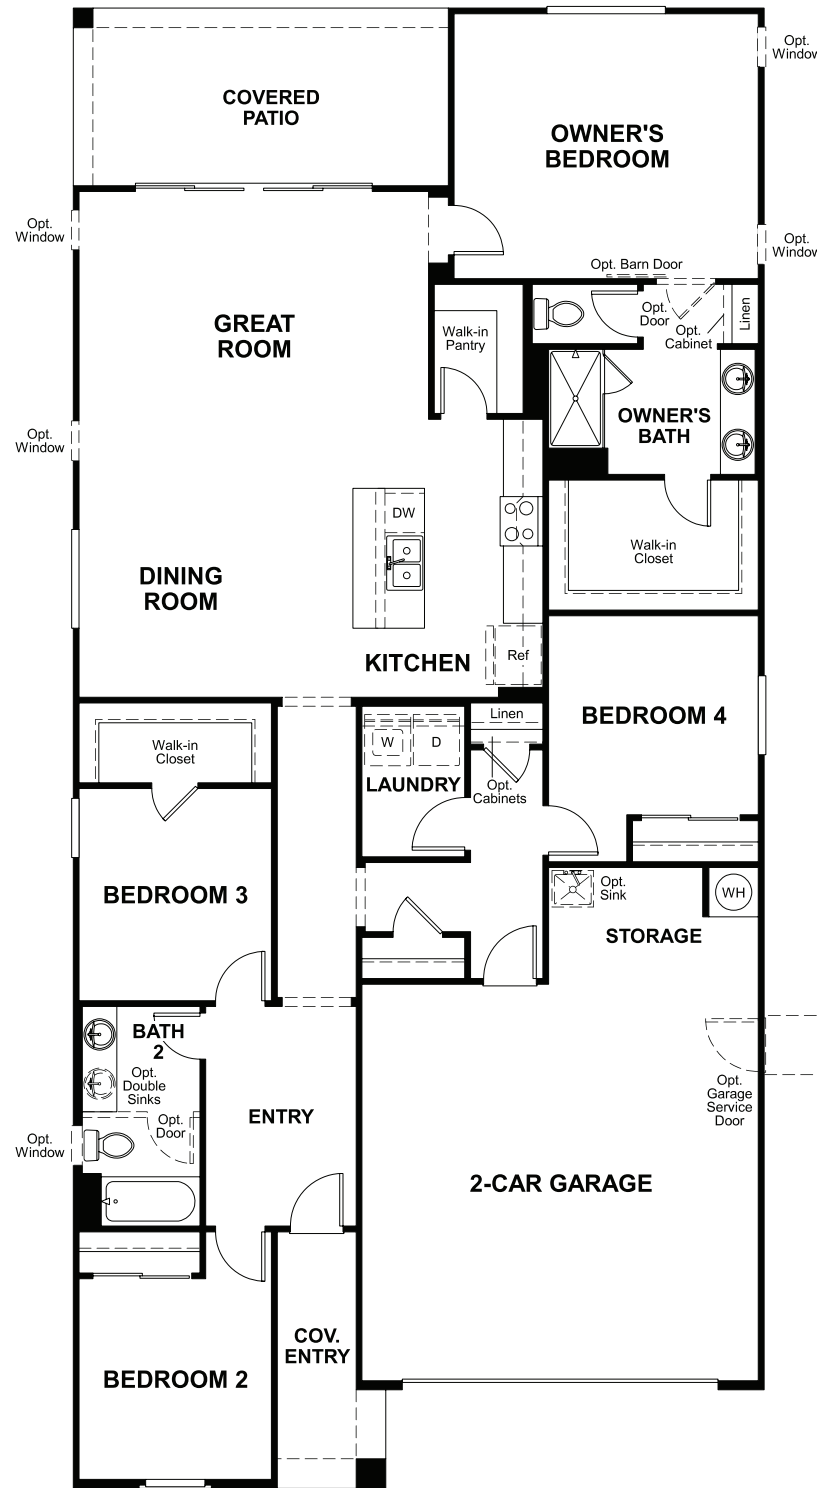 Opt.
Window
COVERED
PATIO
OWNER'S
BEDROOM
Opt.
Window
Opt.
Window
Opt. Barn Door
GREAT
ROOM
Walk-in
Pantry
Opt.
Door
Opt.
Cabinet
Linen
OWNER'S
BATH
Opt.
Window
DW
Walk-in
Closet
DINING
ROOM
KITCHEN
Ref
Linen
BEDROOM 4
Walk-in
Closet
W
D
LAUNDRY
Opt.
Cabinets
BEDROOM 3
Opt.
Sink
WH
STORAGE
BATH
2
Opt.
Double
Sinks
Opt.
Door
Opt.
Garage
Service
Door
ENTRY
Opt.
Window
2-CAR GARAGE
COV.
ENTRY
BEDROOM 2
Opt.
Window